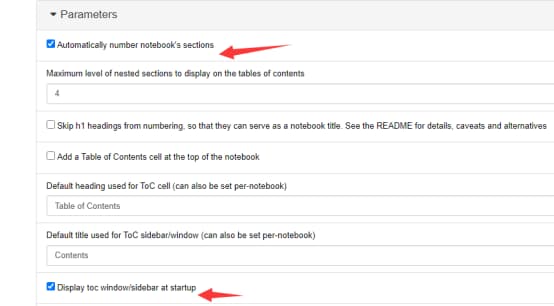 Parameters
Automatically number notebook's sections
Maximum level of nested sections to display on the tables of contents
4
Skip h1 headings from numbering, so that they can serve as a notebook title. See the README for details, caveats and alternatives
Add a Table of Contents cell at the top of the notebook
Default heading used for ToC cell (can also be set per-notebook)
Table of Contents
Default title used for ToC sidebar/window (can also be set per-notebook)
Contents
Display toc window/sidebar at startup